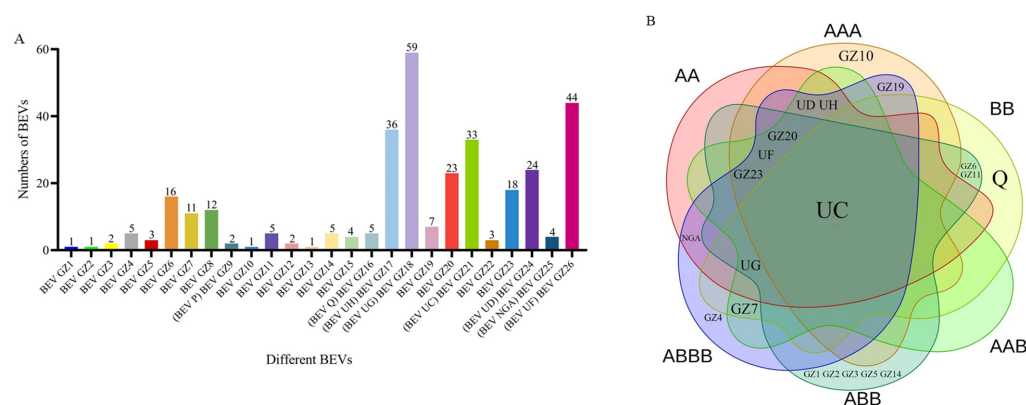 A
Numbers of BEVs
60
40
20
0
1
1
2
5
3
16
11
12
2
1
5
2
1
5
4
5
36
59
7
23
33
3
18
24
4
44
BEV GZ1
BEV GZ2
BEV GZ3
BEV GZ4
BEV GZ5
BEV GZ6
BEV GZ7
BEV GZ8
(BEV P) BEV GZ9
BEV GZ10
BEV GZ11
BEV GZ12
BEV GZ13
BEV GZ14
BEV GZ15
(BEV Q) BEV GZ16
(BEV UH) BEV GZ17
(BEV UG) BEV GZ18
BEV GZ19
BEV GZ20
(BEV UC) BEV GZ21
BEV GZ22
BEV GZ23
(BEV UD) BEV GZ24
(BEV NGA) BEV GZ25
(BEV UF) BEV GZ26
Different BEVs
B
AAA
GZ10
AA
GZ19
UD UH
BB
GZ20
UF
GZ6
GZ11
GZ23
Q
UC
NGA
UG
GZ7
GZ4
AAB
ABBB
GZ1 GZ2 GZ3 GZ5 GZ14
ABB